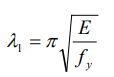 λ₁ = π√(E/f_y)